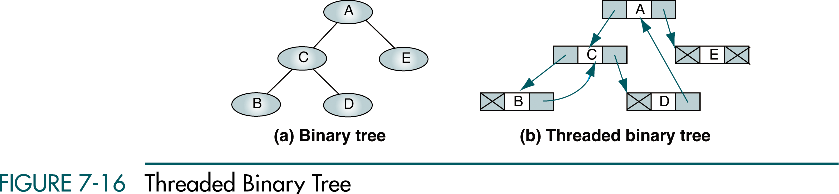 A
C
E
B
D
(a) Binary tree
A
C
E
B
D
(b) Threaded binary tree
FIGURE 7-16 Threaded Binary Tree